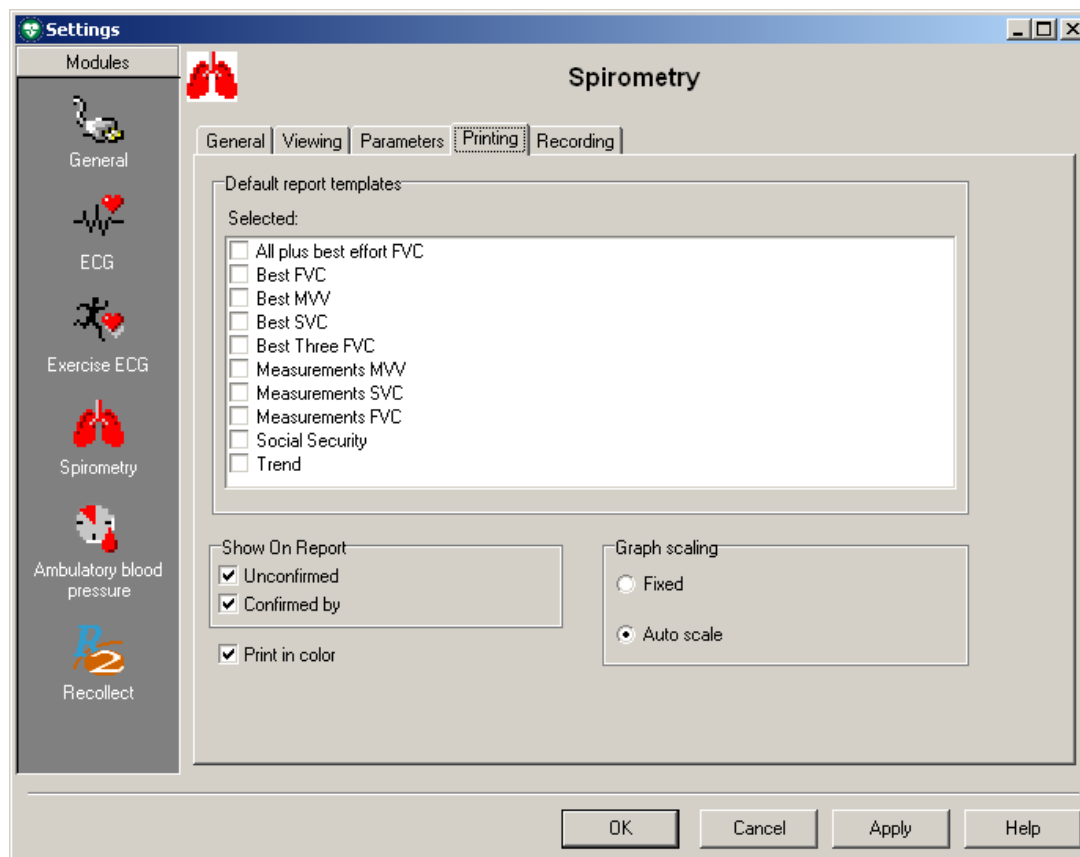 Settings
Modules
General
ECG
Exercise ECG
Spirometry
Ambulatory blood
pressure
R2
Recollect
Spirometry
General Viewing Parameters Printing Recording
Default report templates
Selected:
All plus best effort FVC
Best FVC
Best MVV
Best SVC
Best Three FVC
Measurements MVV
Measurements SVC
Measurements FVC
Social Security
Trend
Show On Report
Unconfirmed
Confirmed by
Print in color
Graph scaling
Fixed
Auto scale
OK Cancel Apply Help